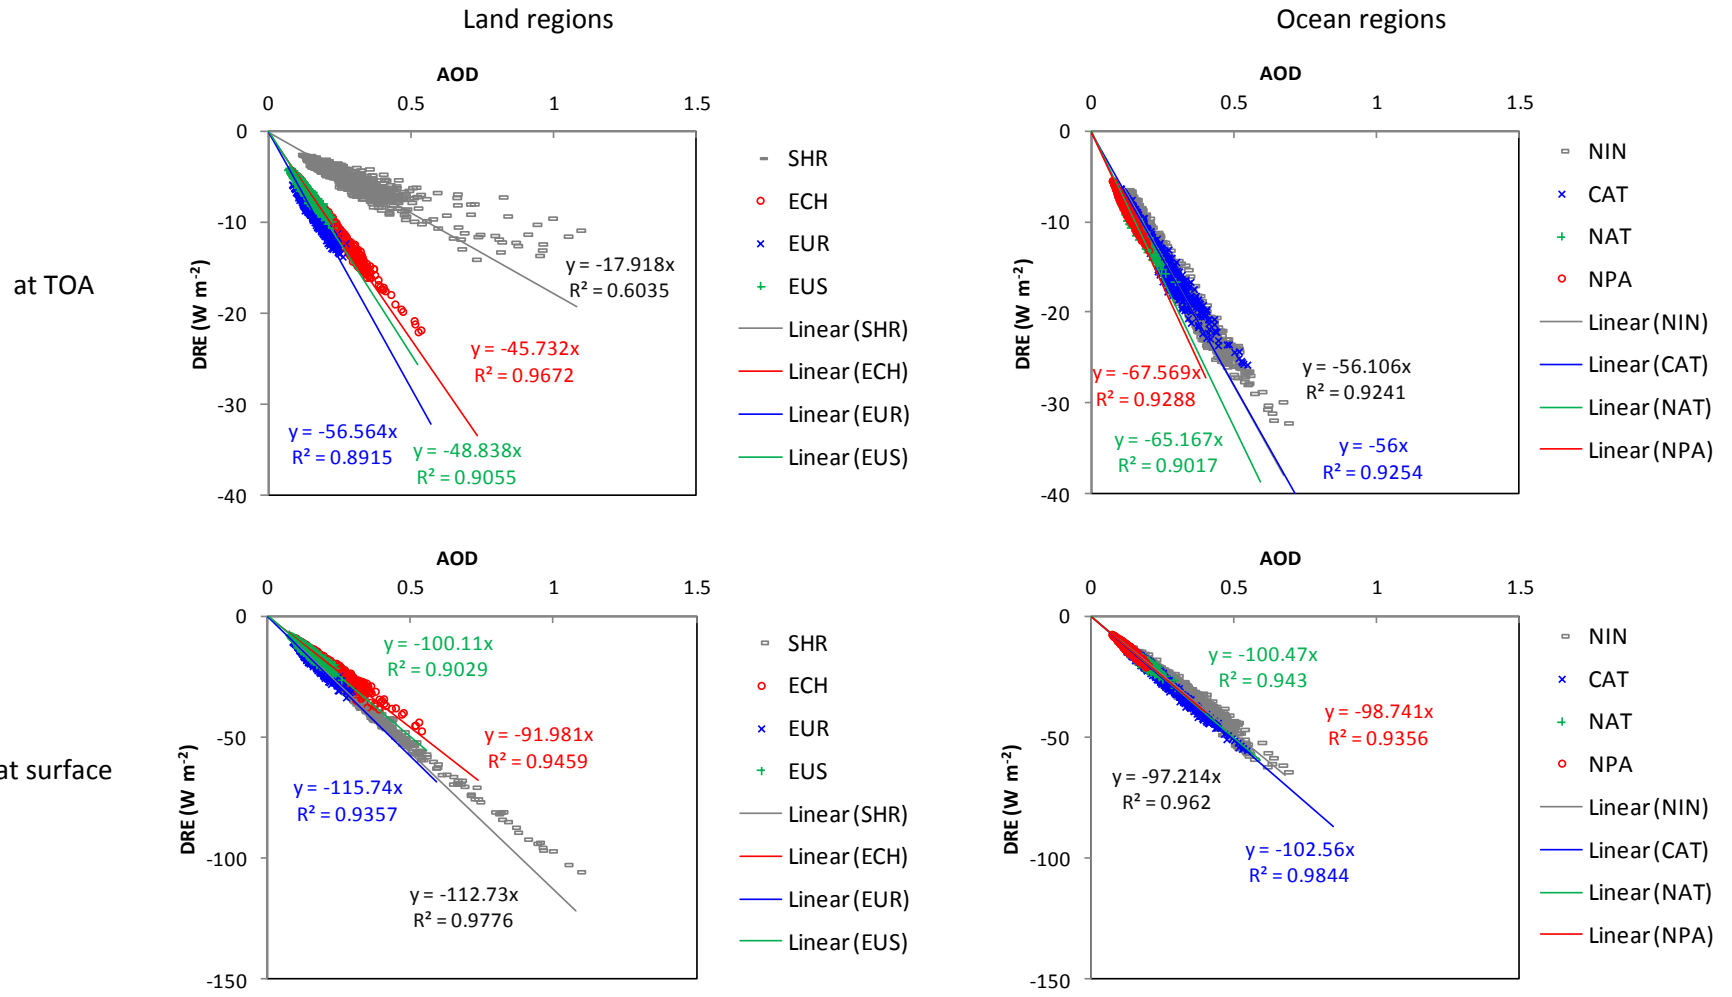 Land regions
Ocean regions
at TOA
AOD
0 0.5 1 1.5
0
-10
-20
-30
-40
DRE (W m⁻²)
y = -17.918x
R² = 0.6035
y = -45.732x
R² = 0.9672
y = -56.564x
R² = 0.8915
y = -48.838x
R² = 0.9055
SHR
ECH
EUR
EUS
Linear (SHR)
Linear (ECH)
Linear (EUR)
Linear (EUS)
AOD
0 0.5 1 1.5
0
-10
-20
-30
-40
DRE (W m⁻²)
y = -67.569x
R² = 0.9288
y = -56.106x
R² = 0.9241
y = -65.167x
R² = 0.9017
y = -56x
R² = 0.9254
NIN
CAT
NAT
NPA
Linear (NIN)
Linear (CAT)
Linear (NAT)
Linear (NPA)
at surface
AOD
0 0.5 1 1.5
0
-50
-100
-150
DRE (W m⁻²)
y = -100.11x
R² = 0.9029
y = -91.981x
R² = 0.9459
y = -115.74x
R² = 0.9357
y = -112.73x
R² = 0.9776
SHR
ECH
EUR
EUS
Linear (SHR)
Linear (ECH)
Linear (EUR)
Linear (EUS)
AOD
0 0.5 1 1.5
0
-50
-100
-150
DRE (W m⁻²)
y = -100.47x
R² = 0.943
y = -98.741x
R² = 0.9356
y = -97.214x
R² = 0.962
y = -102.56x
R² = 0.9844
NIN
CAT
NAT
NPA
Linear (NIN)
Linear (CAT)
Linear (NAT)
Linear (NPA)